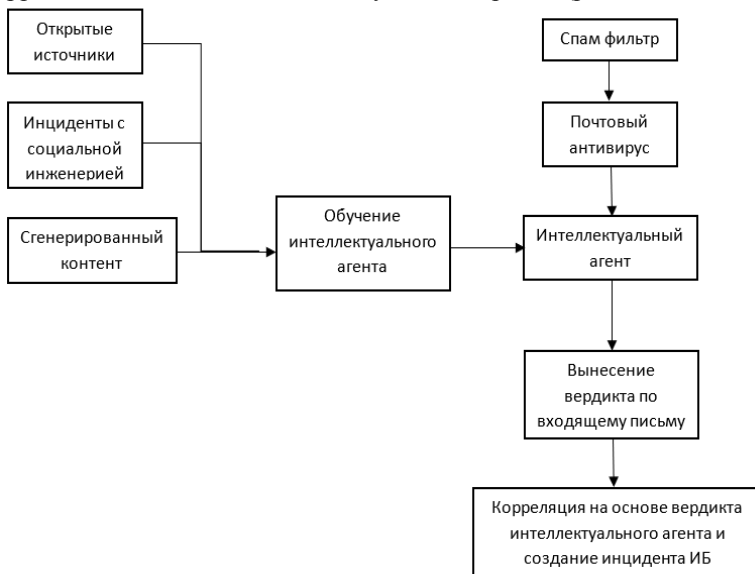 Открытые
источники
Инциденты с
социальной
инженерией
Сгенерированный
контент
Обучение
интеллектуального
агента
Спам фильтр
Почтовый
антивирус
Интеллектуальный
агент
Вынесение
вердикта по
входящему письму
Корреляция на основе вердикта
интеллектуального агента и
создание инцидента ИБ